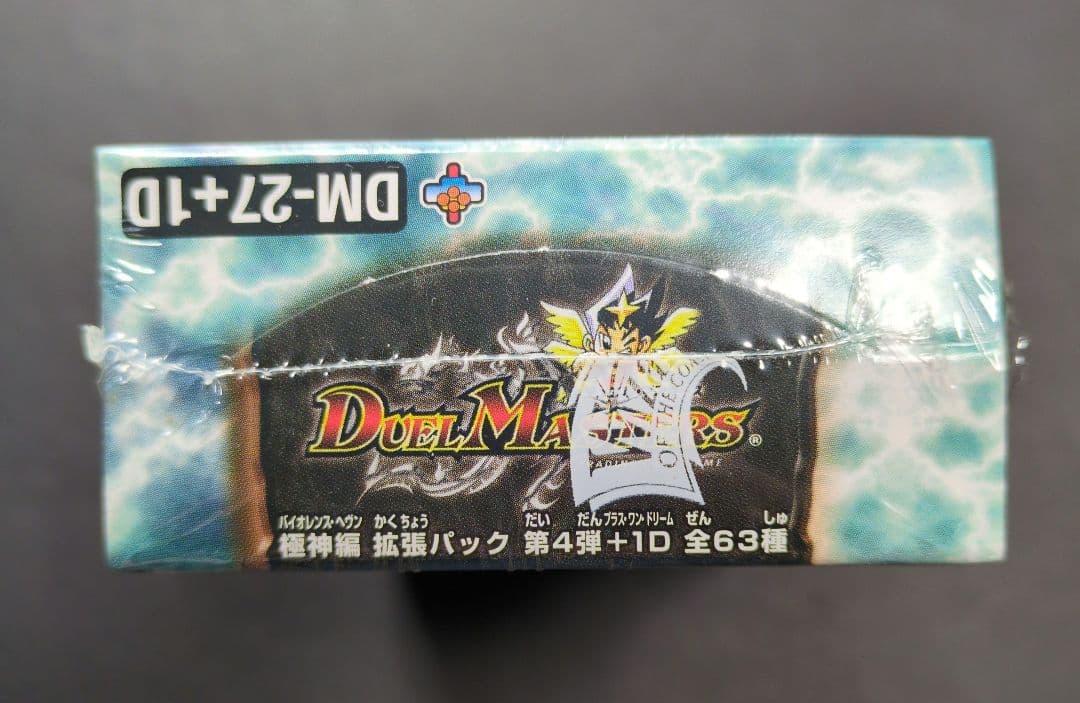 DM-27+1D
DUEL MASTERS®
バイオレンス・ヘヴン かくちょう だい だん プラス・ワン・ドリーム ぜん しゅ
極神編 拡張パック 第4弾+1D 全63種